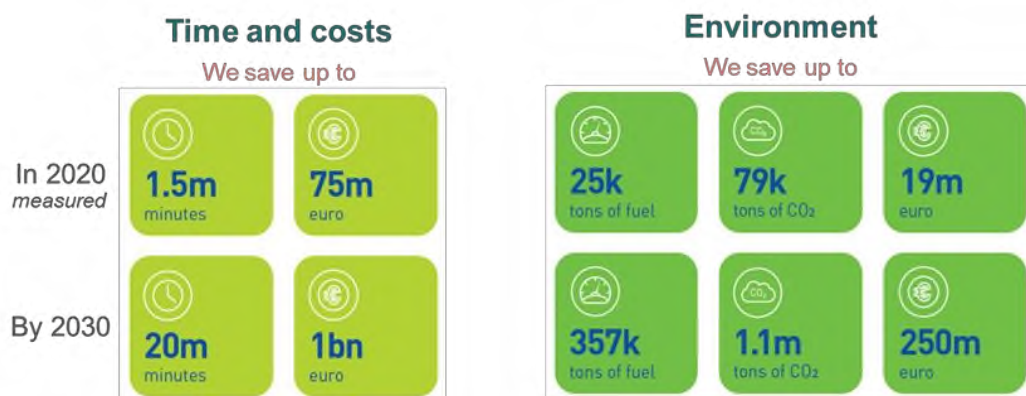 Time and costs
We save up to
In 2020
measured
1.5m
minutes
75m
euro
By 2030
20m
minutes
1bn
euro
Environment
We save up to
25k
tons of fuel
CO₂
79k
tons of CO₂
19m
euro
357k
tons of fuel
CO₂
1.1m
tons of CO₂
250m
euro